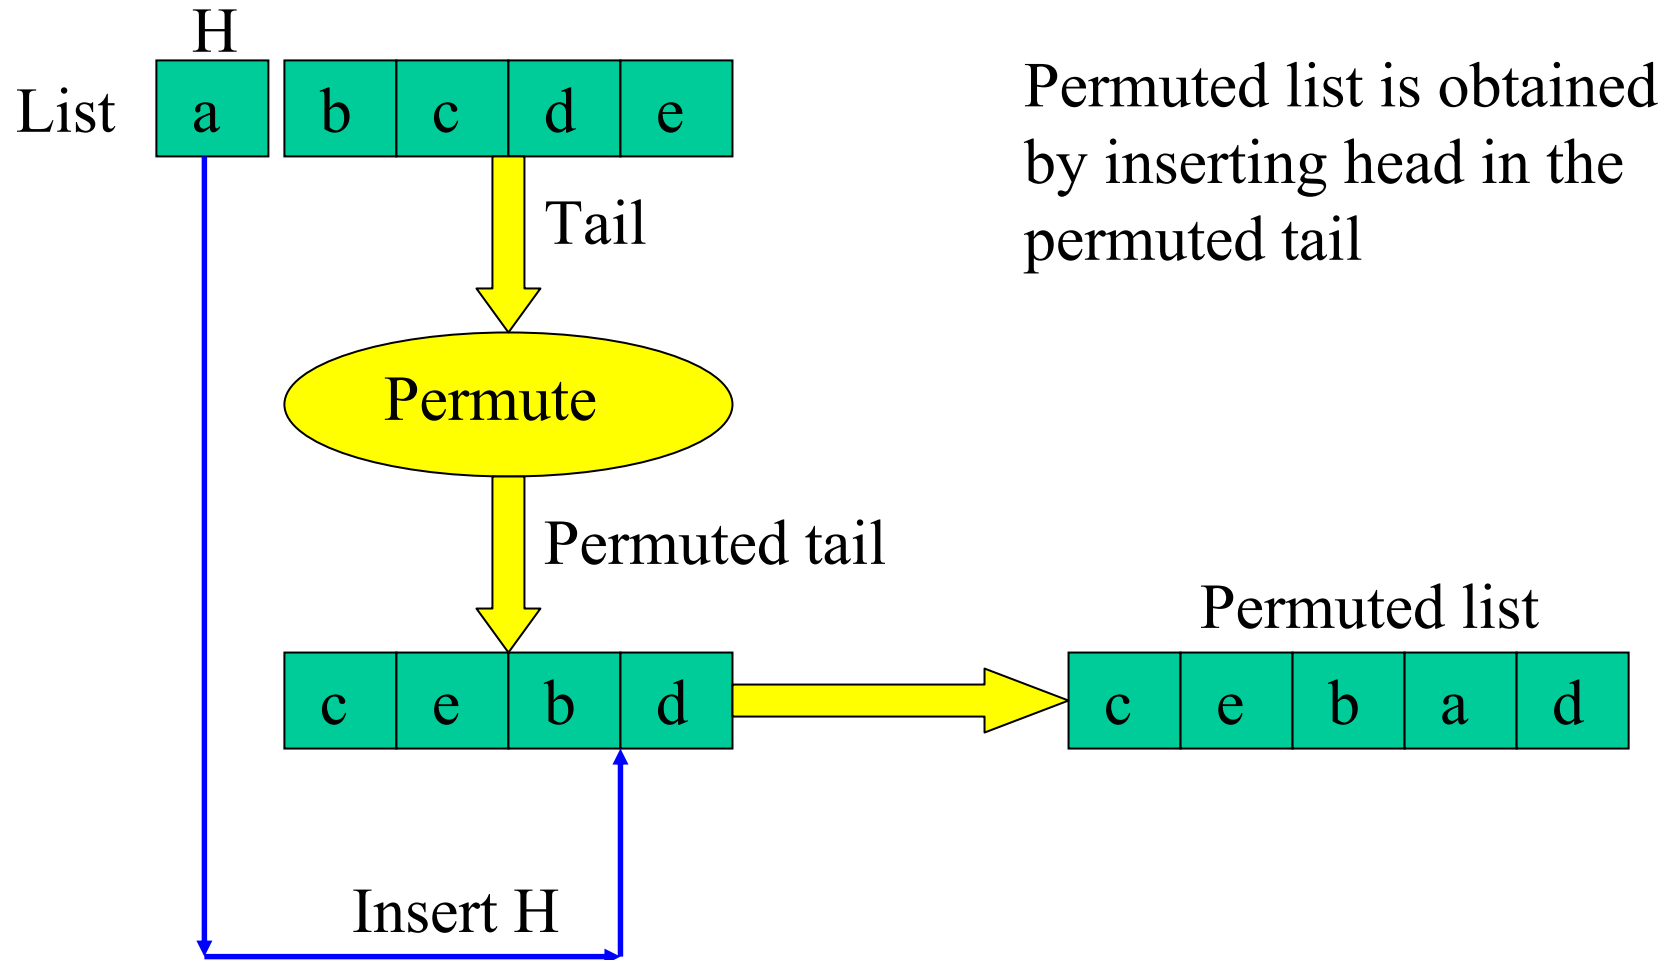 H
List a b c d e
Permuted list is obtained
by inserting head in the
permuted tail
Tail
Permute
Permuted tail
Permuted list
c e b d
c e b a d
Insert H